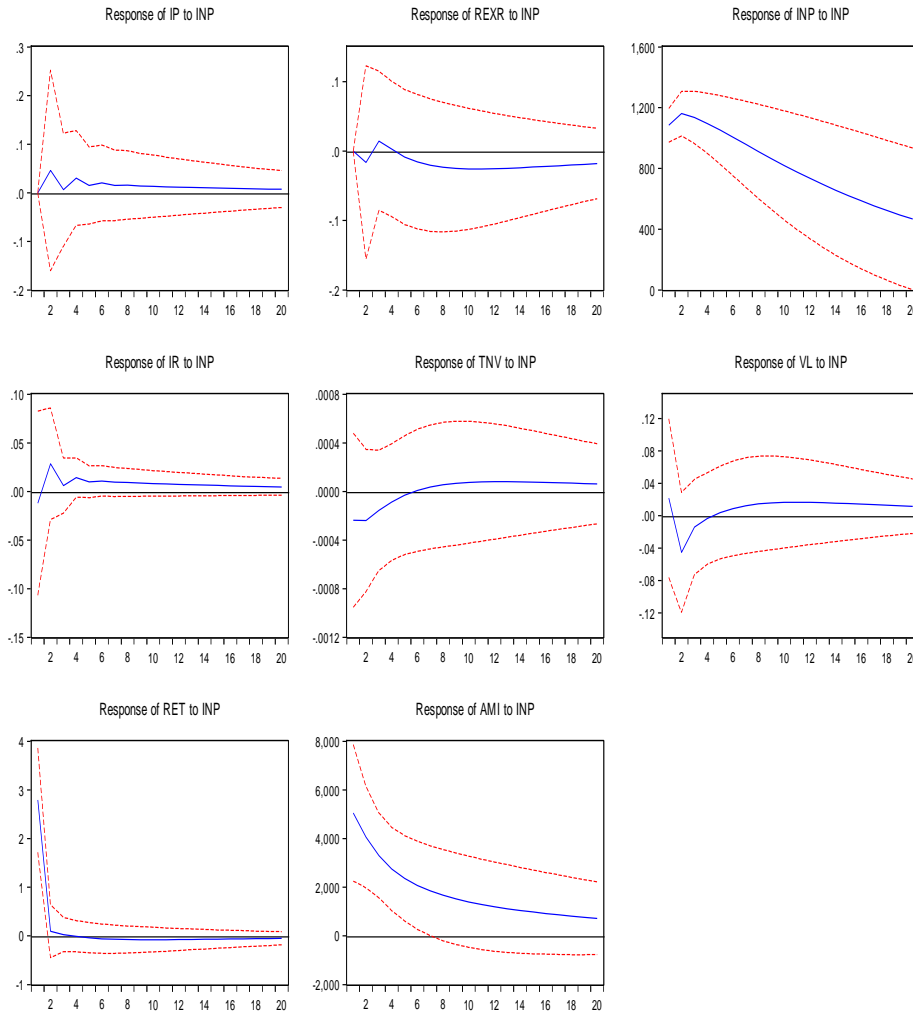 Response of IP to INP
.3
.2
.1
.0
-.1
-.2
2 4 6 8 10 12 14 16 18 20
Response of REXR to INP
.1
.0
-.1
-.2
2 4 6 8 10 12 14 16 18 20
Response of INP to INP
1,600
1200
800
400
0
2 4 6 8 10 12 14 16 18 20
Response of IR to INP
.10
.05
.00
-.05
-.10
-.15
2 4 6 8 10 12 14 16 18 20
Response of TNV to INP
.0008
.0004
.0000
-.0004
-.0008
-.0012
2 4 6 8 10 12 14 16 18 20
Response of VL to INP
.12
.08
.04
.00
-.04
-.08
-.12
2 4 6 8 10 12 14 16 18 20
Response of RET to INP
4
3
2
1
0
-1
2 4 6 8 10 12 14 16 18 20
Response of AMI to INP
8,000
6,000
4,000
2,000
0
-2,000
2 4 6 8 10 12 14 16 18 20